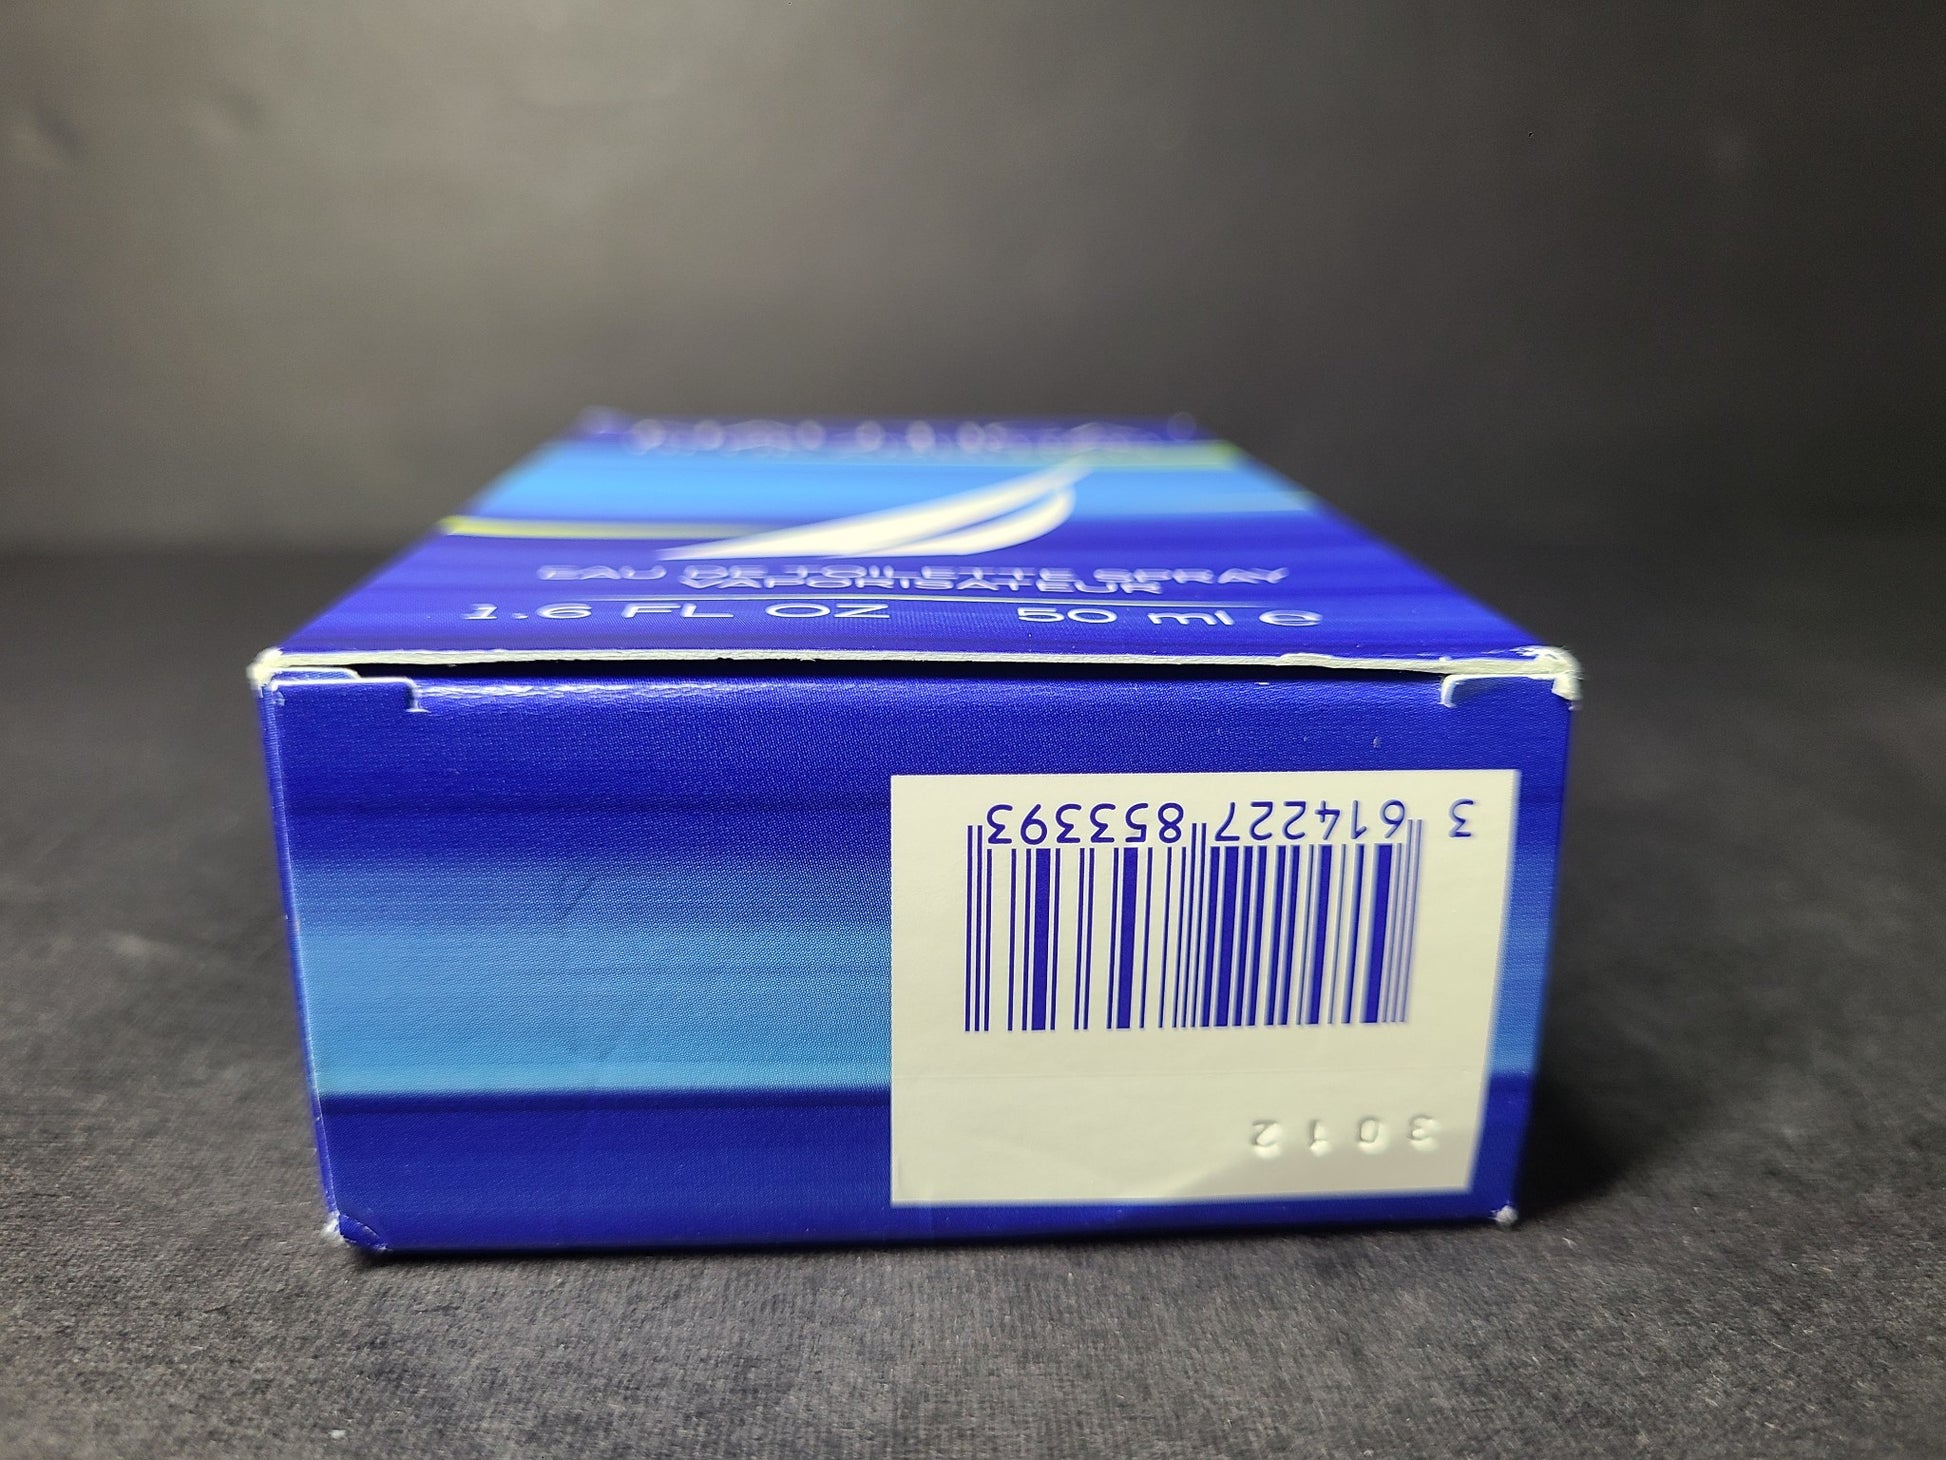 EAU DE TOILETTE SPRAY
VAPORISATEUR
1.6 FL OZ 50 ml e
3 614227 853393
3012